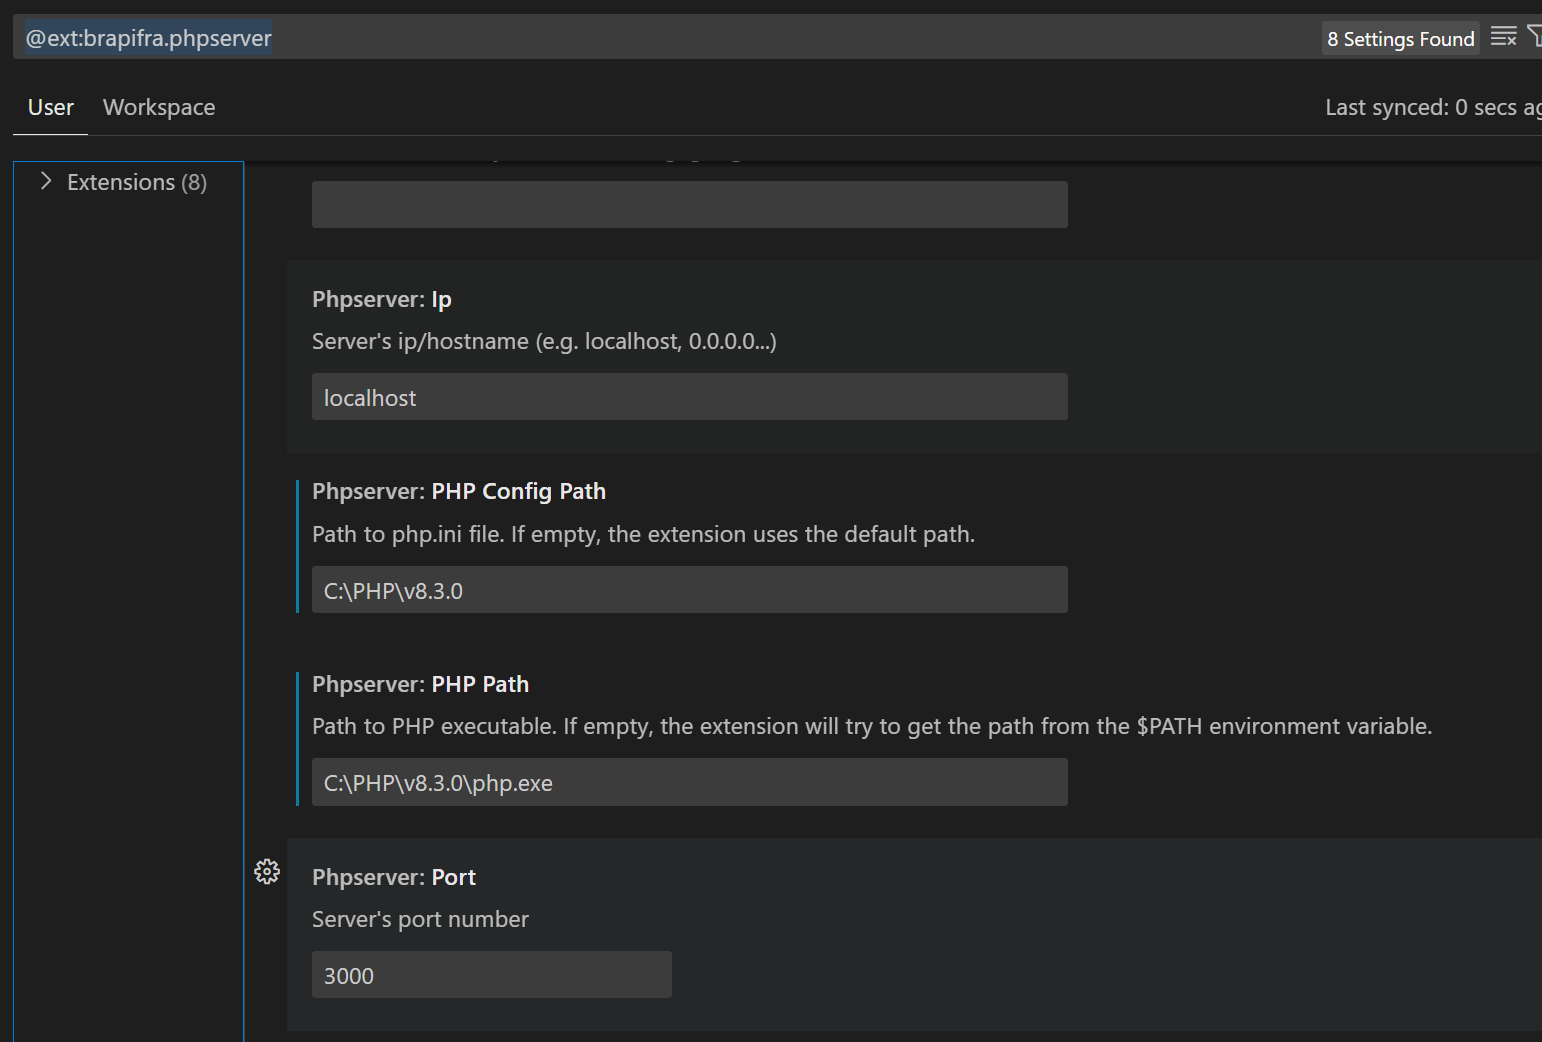 @ext:brapifra.phpserver
8 Settings Found
User
Workspace
Last synced: 0 secs
Extensions (8)
Phpserver: Ip
Server's ip/hostname (e.g. localhost, 0.0.0.0...)
localhost
Phpserver: PHP Config Path
Path to php.ini file. If empty, the extension uses the default path.
C:\PHP\v8.3.0
Phpserver: PHP Path
Path to PHP executable. If empty, the extension will try to get the path from the $PATH environment variable.
C:\PHP\v8.3.0\php.exe
Phpserver: Port
Server's port number
3000